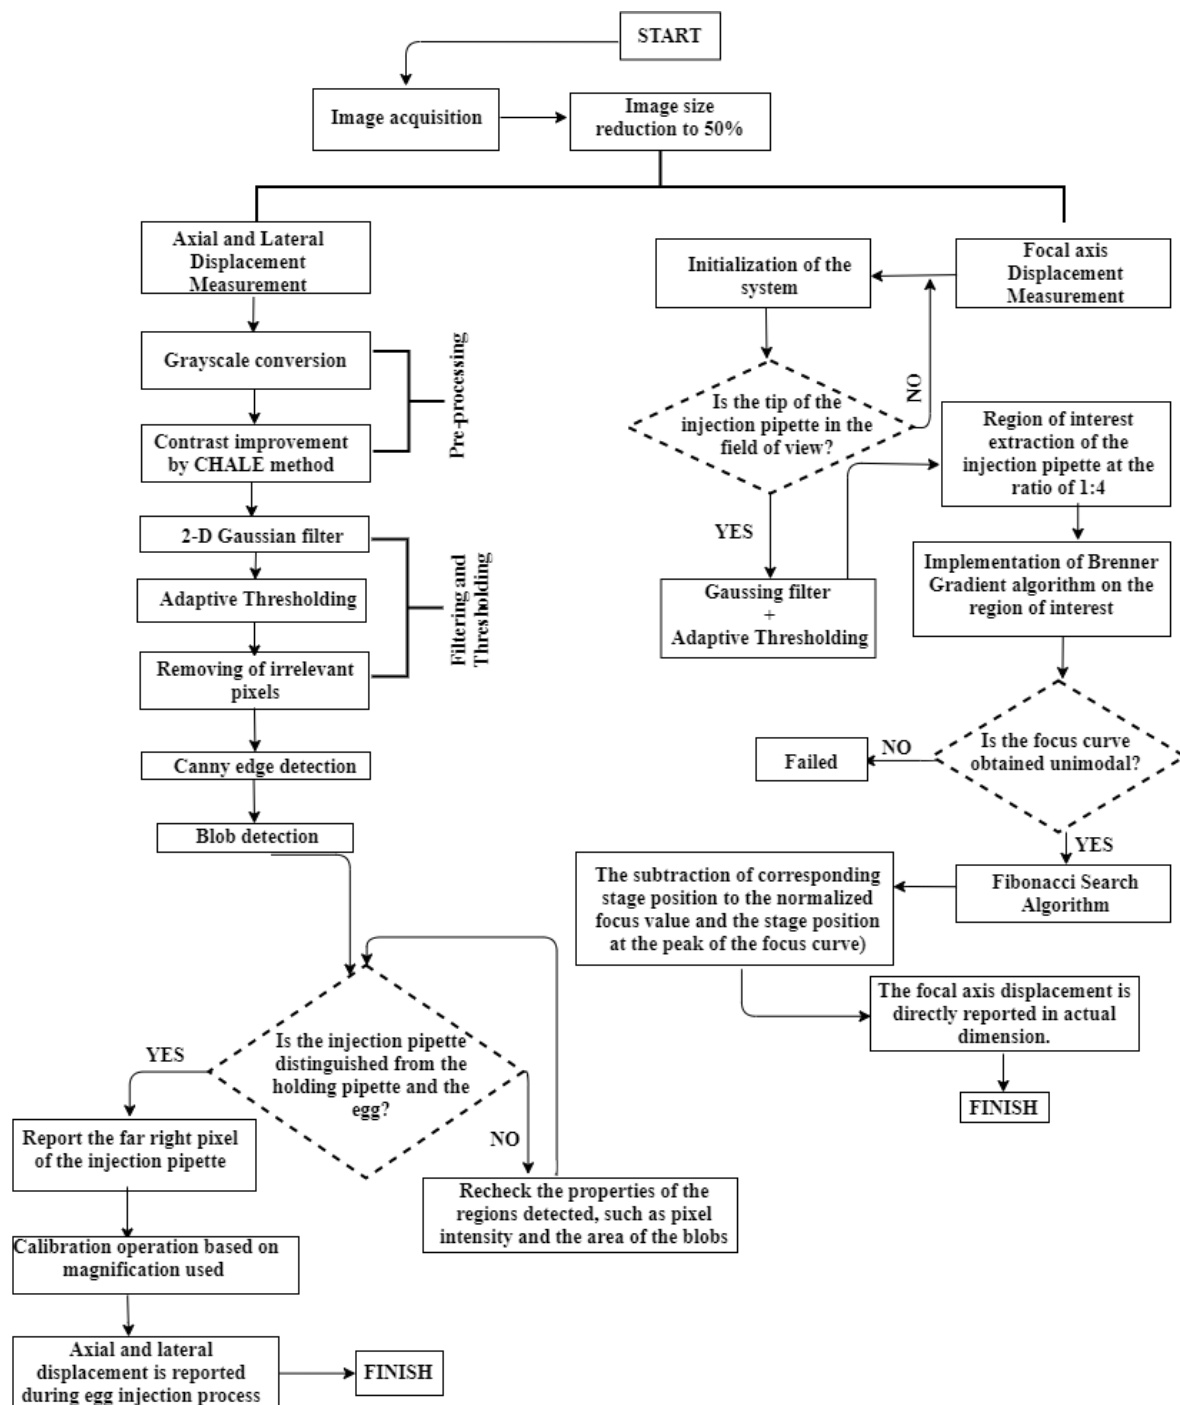 START
Image acquisition
Image size
reduction to 50%
Axial and Lateral
Displacement
Measurement
Grayscale conversion
Contrast improvement
by CHALE method
Pre-processing
2-D Gaussian filter
Adaptive Thresholding
Removing of irrelevant
pixels
Filtering and
Thresholding
Canny edge detection
Blob detection
Is the injection pipette
distinguished from the
holding pipette and the
egg?
YES
NO
Report the far right pixel
of the injection pipette
Recheck the properties of the
regions detected, such as pixel
intensity and the area of the blobs
Calibration operation based on
magnification used
Axial and lateral
displacement is reported
during egg injection process
FINISH
Focal axis
Displacement
Measurement
Initialization of the
system
Is the tip of the
injection pipette in the
field of view?
NO
YES
Gaussing filter
+
Adaptive Thresholding
Region of interest
extraction of the
injection pipette at the
ratio of 1:4
Implementation of Brenner
Gradient algorithm on the
region of interest
Is the focus curve
obtained unimodal?
NO
Failed
YES
Fibonacci Search
Algorithm
The subtraction of corresponding
stage position to the normalized
focus value and the stage position
at the peak of the focus curve)
The focal axis displacement is
directly reported in actual
dimension.
FINISH